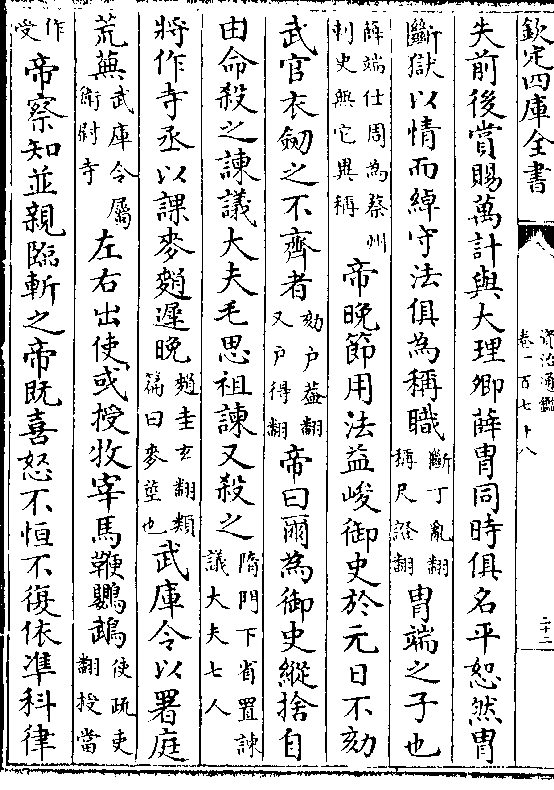 欽定四庫全書
資治通鑑
卷一百七十八
二十二
失前後賞賜萬計與大理卿薛胄同時俱名平恕然胄
斷獄以情而綽守法俱為稱職斷丁亂翻稱尺證翻胄端之子也
薛端仕周為蔡州刺史無它異稱帝晚節用法益峻御史於元日不劾
武官衣劒之不齊者劾户蓋翻又户得翻帝曰爾為御史縱捨自
由命殺之諫議大夫毛思祖諫又殺之隋門下省置諫議大夫七人
將作寺丞以課麥䅌遲晚䅌圭玄翻類篇曰麥莖也武庫令以署庭
荒蕪武庫令屬衛尉寺左右出使或授牧宰馬鞭鸚鵡使疏吏翻授當
作受帝察知並親臨斬之帝既喜怒不恒不復依準科律